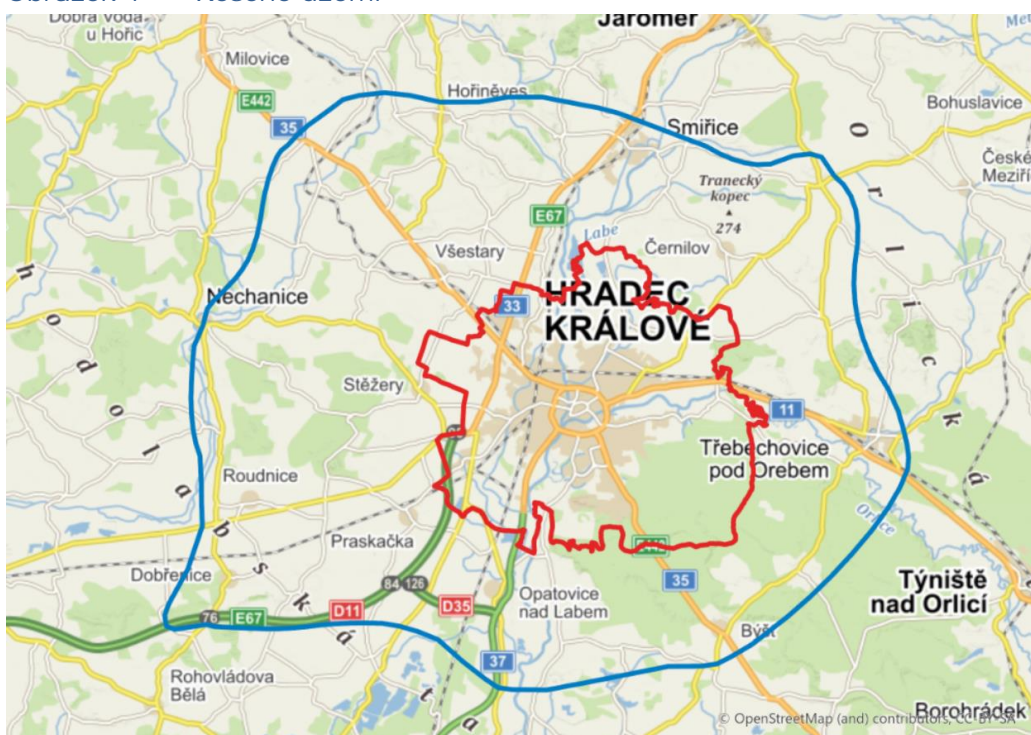 Jaroměř
Dobrá Voda
u Hořic
Milovice
Hořiněves
E442
35
Smiřice
Bohuslavice
České
Meziří
Tranecký
kopec
274
E67
Labe
Všestary
Černilov
Nechanice
33
HRADEC
KRÁLOVÉ
Stěžery
11
Třebechovice
pod Orebem
Roudnice
Orlice
Praskačka
Dobřenice
84
126
35
Týniště
nad Orlicí
76
E67
D11
D35
Opatovice
nad Labem
Býšť
37
Rohovládova
Bělá
Borohrádek
© OpenStreetMap (and) contributors, CC-BY-SA
h o d o l a b s k á t a
O r l i c k á